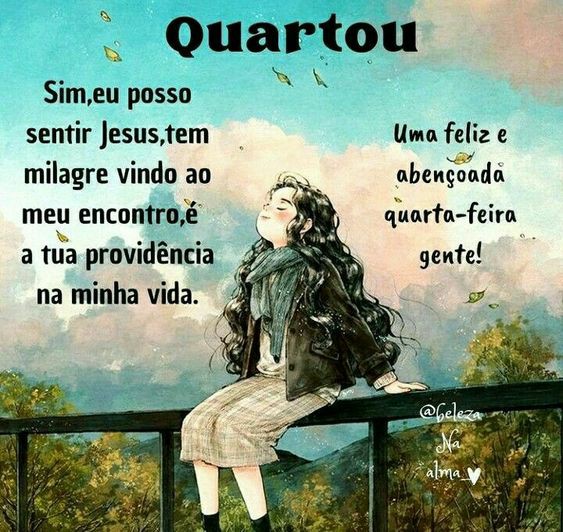 Quartou
Sim,eu posso
sentir Jesus,tem
milagre vindo ao
meu encontro,é
a tua providência
na minha vida.
Uma feliz e
abençoada
quarta-feira
gente!
@beleza
Na
alma